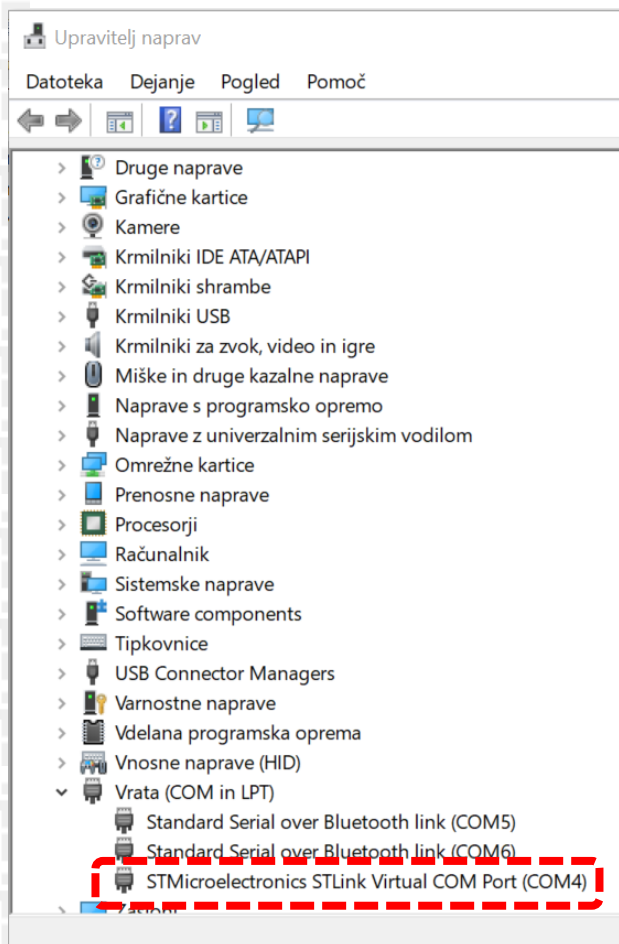 Upravitelj naprav
Datoteka Dejanje Pogled Pomoč
Druge naprave
Grafične kartice
Kamere
Krmilniki IDE ATA/ATAPI
Krmilniki shrambe
Krmilniki USB
Krmilniki za zvok, video in igre
Miške in druge kazalne naprave
Naprave s programsko opremo
Naprave z univerzalnim serijskim vodilom
Omrežne kartice
Prenosne naprave
Procesorji
Računalnik
Sistemske naprave
Software components
Tipkovnice
USB Connector Managers
Varnostne naprave
Vdelana programska oprema
Vnosne naprave (HID)
Vrata (COM in LPT)
Standard Serial over Bluetooth link (COM5)
Standard Serial over Bluetooth link (COM6)
STMicroelectronics STLink Virtual COM Port (COM4)
Zasloni